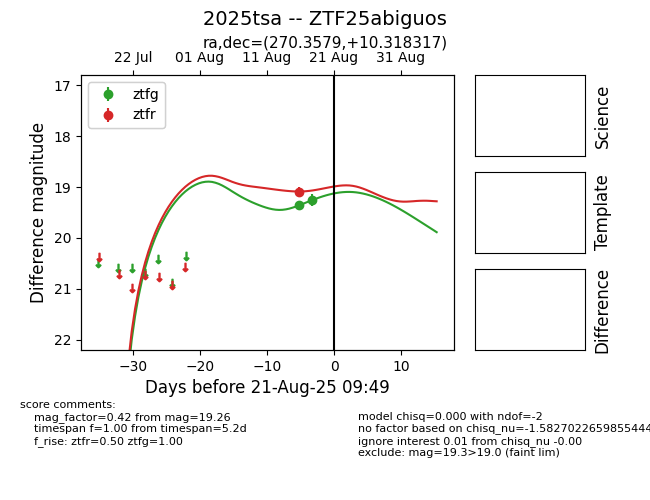 2025tsa -- ZTF25abiguos
ra,dec=(270.3579,+10.318317)
22 Jul 01 Aug 11 Aug 21 Aug 31 Aug
ztfg
ztfr
17
18
19
20
21
22
Difference magnitude
−30 −20 −10 0 10
Days before 21-Aug-25 09:49
Science
Template
Difference
score comments:
mag_factor=0.42 from mag=19.26
timespan f=1.00 from timespan=5.2d
f_rise: ztfr=0.50 ztfg=1.00
model chisq=0.000 with ndof=-2
no factor based on chisq_nu=-1.5827022659855444
ignore interest 0.01 from chisq_nu -0.00
exclude: mag=19.3>19.0 (faint lim)